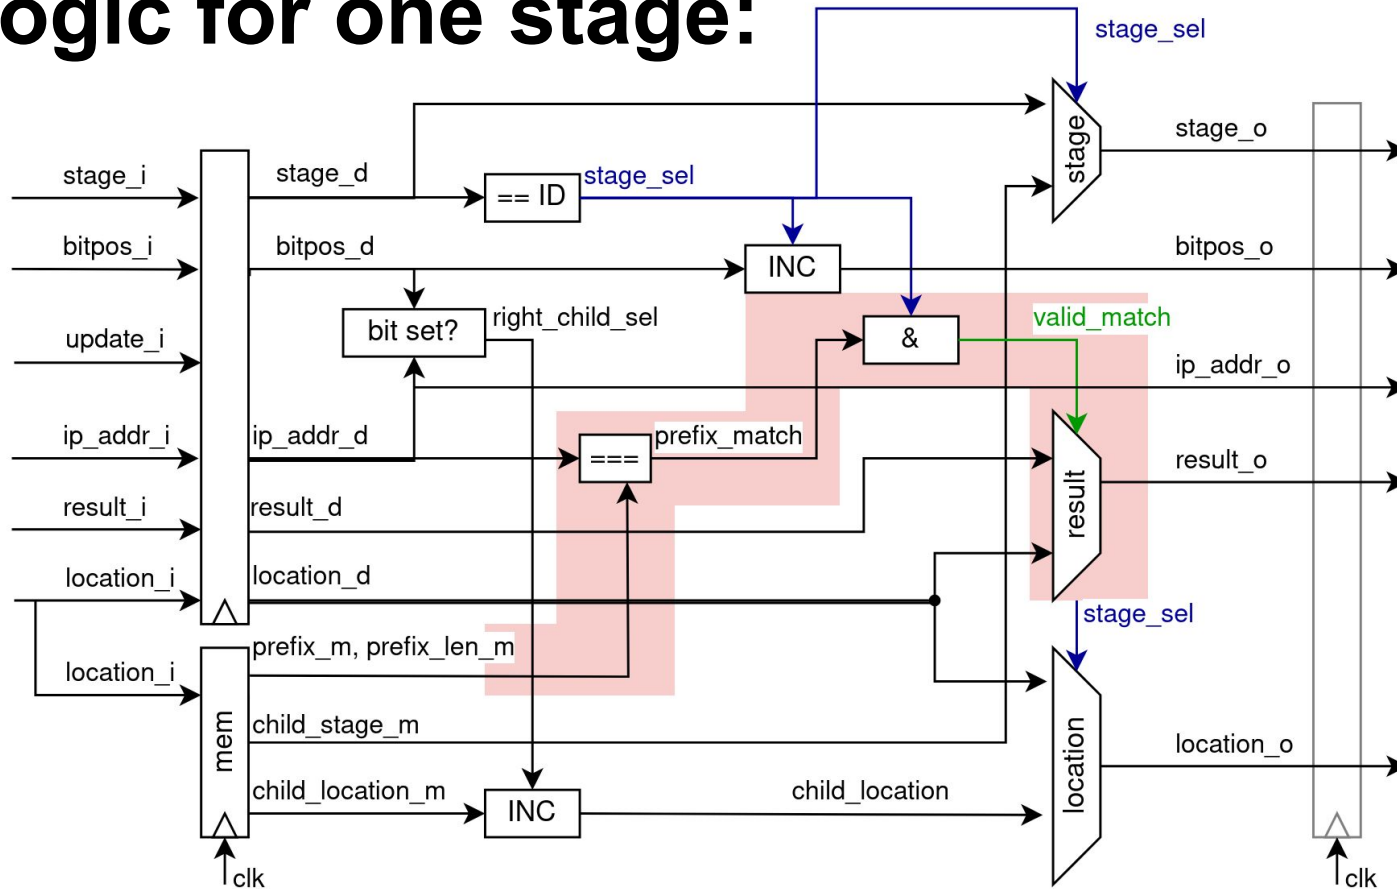 ogic for one stage:
stage_sel
stage_i
stage_d
== ID
stage_sel
stage
stage_o
bitpos_i
bitpos_d
INC
bitpos_o
bit set?
right_child_sel
&
valid_match
update_i
ip_addr_o
ip_addr_i
ip_addr_d
===
prefix_match
result
result_o
result_i
result_d
location_i
location_d
stage_sel
prefix_m, prefix_len_m
location_i
mem
child_stage_m
location
location_o
child_location_m
INC
child_location
clk
clk